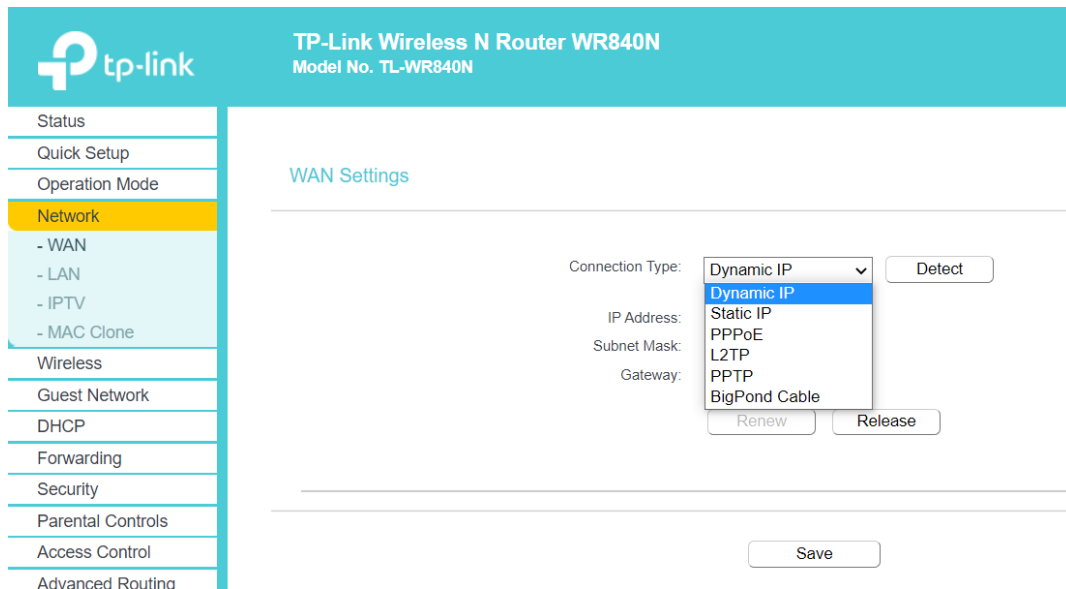 tp-link
TP-Link Wireless N Router WR840N
Model No. TL-WR840N
Status
Quick Setup
Operation Mode
Network
- WAN
- LAN
- IPTV
- MAC Clone
Wireless
Guest Network
DHCP
Forwarding
Security
Parental Controls
Access Control
Advanced Routing
WAN Settings
Connection Type: Dynamic IP Detect
Dynamic IP
Static IP
PPPoE
L2TP
PPTP
BigPond Cable
IP Address:
Subnet Mask:
Gateway:
Renew Release
Save